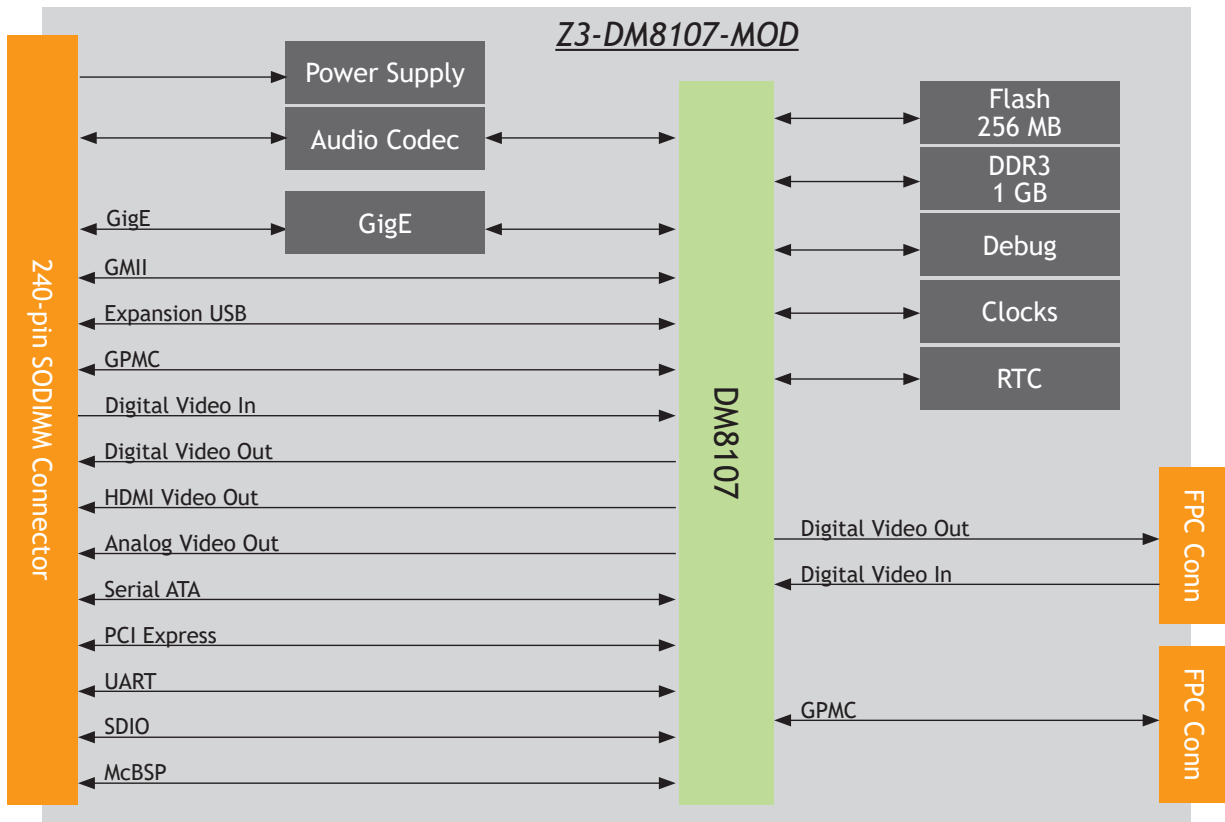 Z3-DM8107-MOD
240-pin SODIMM Connector
Power Supply
Audio Codec
GigE
GigE
GMII
Expansion USB
GPMC
Digital Video In
Digital Video Out
HDMI Video Out
Analog Video Out
Serial ATA
PCI Express
UART
SDIO
McBSP
DM8107
Flash
256 MB
DDR3
1 GB
Debug
Clocks
RTC
Digital Video Out
Digital Video In
FPC Conn
GPMC
FPC Conn